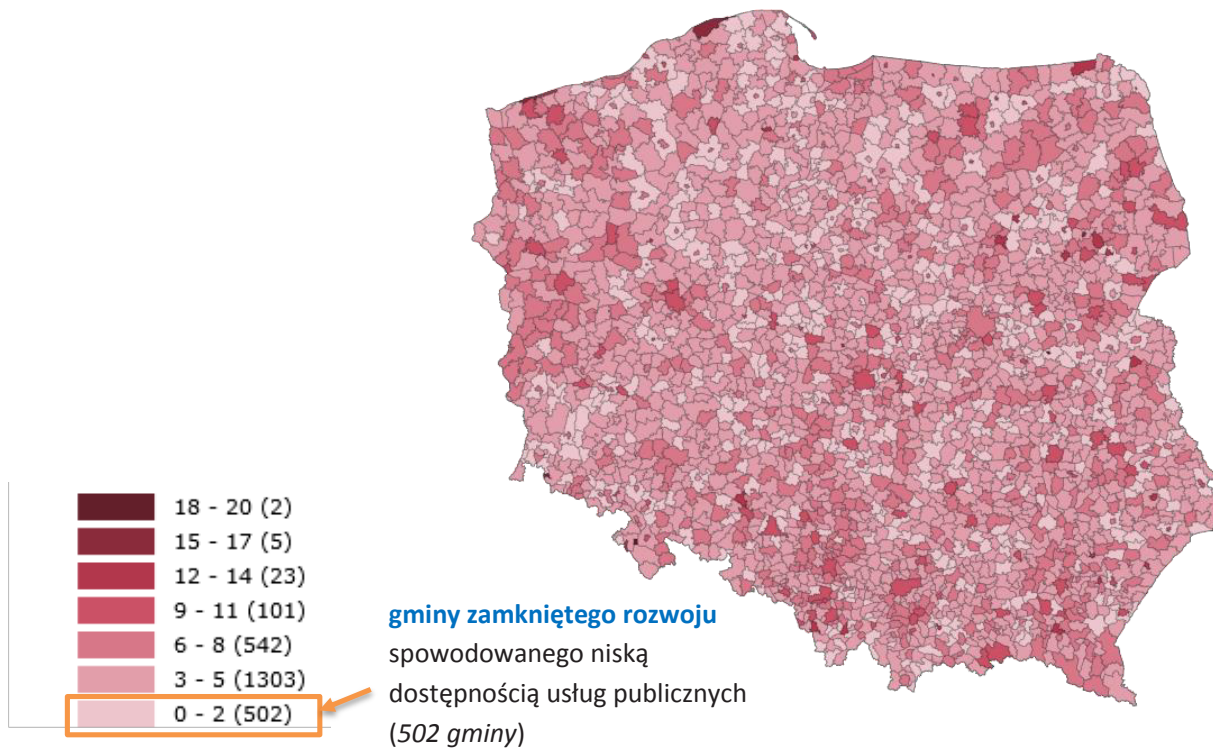 18 - 20 (2)
15 - 17 (5)
12 - 14 (23)
9 - 11 (101)
6 - 8 (542)
3 - 5 (1303)
0 - 2 (502)
gminy zamkniętego rozwoju
spowodowanego niską
dostępnością usług publicznych
(502 gminy)